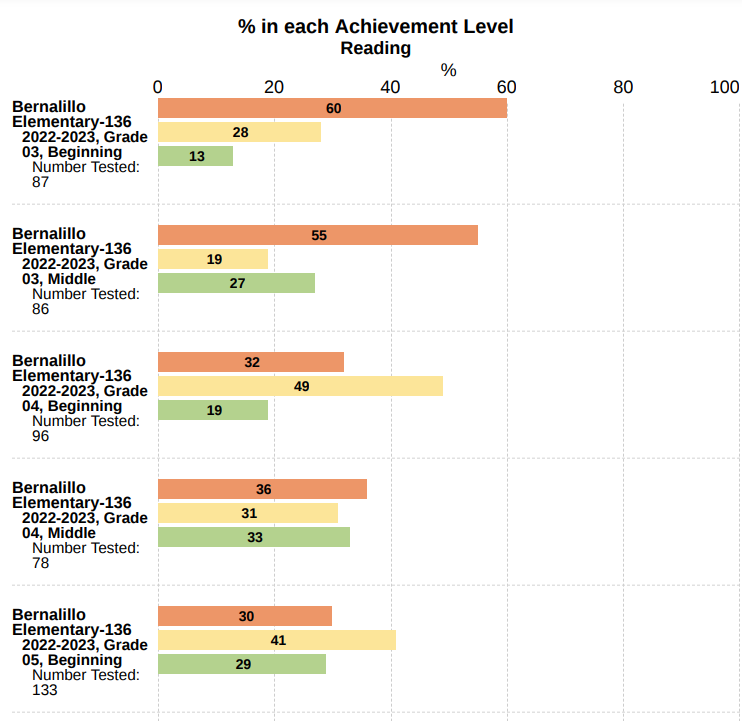 % in each Achievement Level
Reading
%
0 20 40 60 80 100
Bernalillo
Elementary-136
2022-2023, Grade
03, Beginning
Number Tested:
87
60
28
13
Bernalillo
Elementary-136
2022-2023, Grade
03, Middle
Number Tested:
86
55
19
27
Bernalillo
Elementary-136
2022-2023, Grade
04, Beginning
Number Tested:
96
32
49
19
Bernalillo
Elementary-136
2022-2023, Grade
04, Middle
Number Tested:
78
36
31
33
Bernalillo
Elementary-136
2022-2023, Grade
05, Beginning
Number Tested:
133
30
41
29